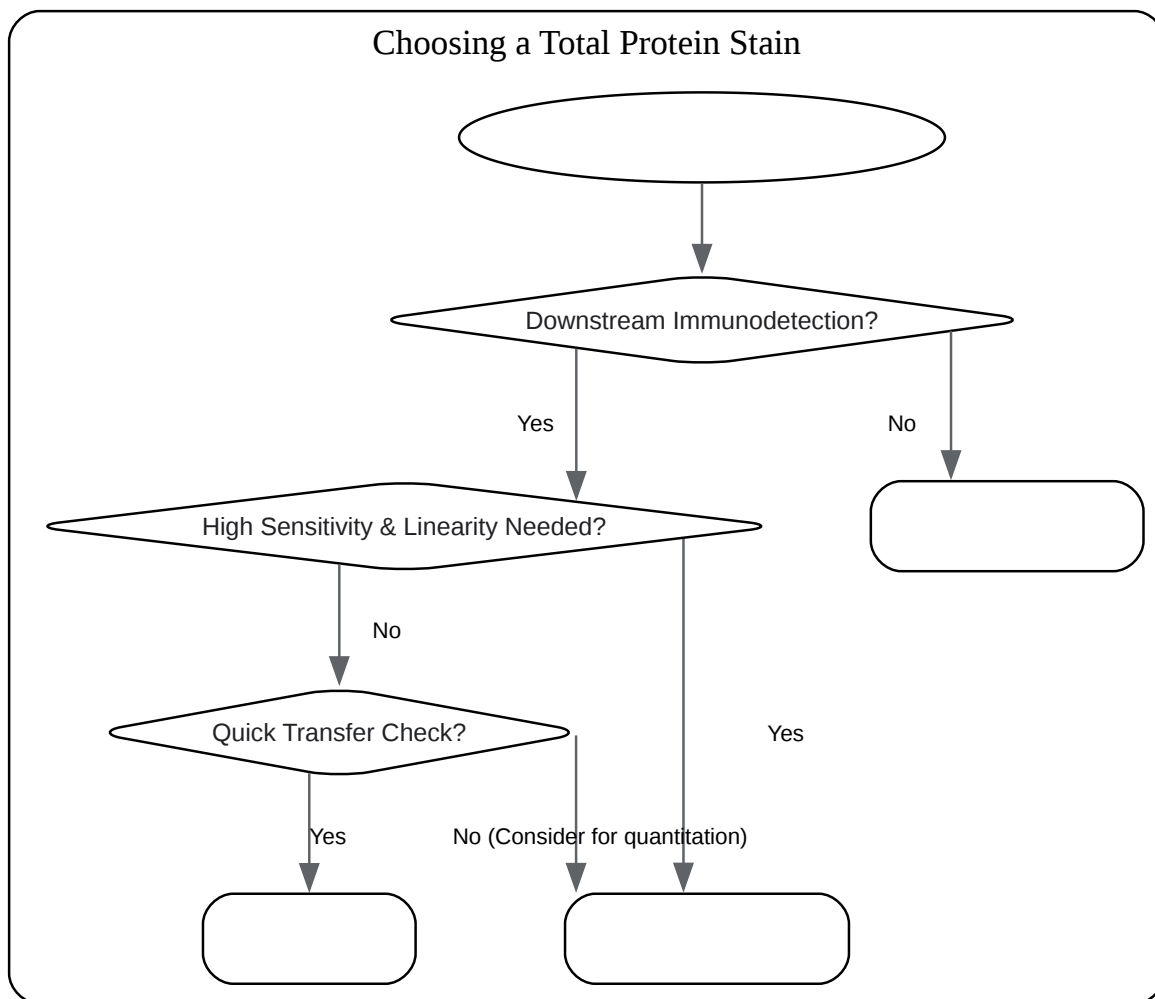 Choosing a Total Protein Stain
Downstream Immunodetection?
Yes
No
High Sensitivity & Linearity Needed?
No
Quick Transfer Check?
Yes
Yes
No (Consider for quantitation)